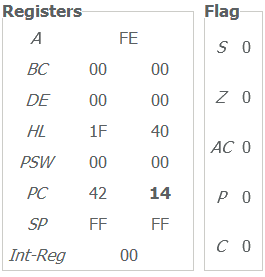 Registers
A FE
BC 00 00
DE 00 00
HL 1F 40
PSW 00 00
PC 42 14
SP FF FF
Int-Reg 00
Flag
S 0
Z 0
AC 0
P 0
C 0